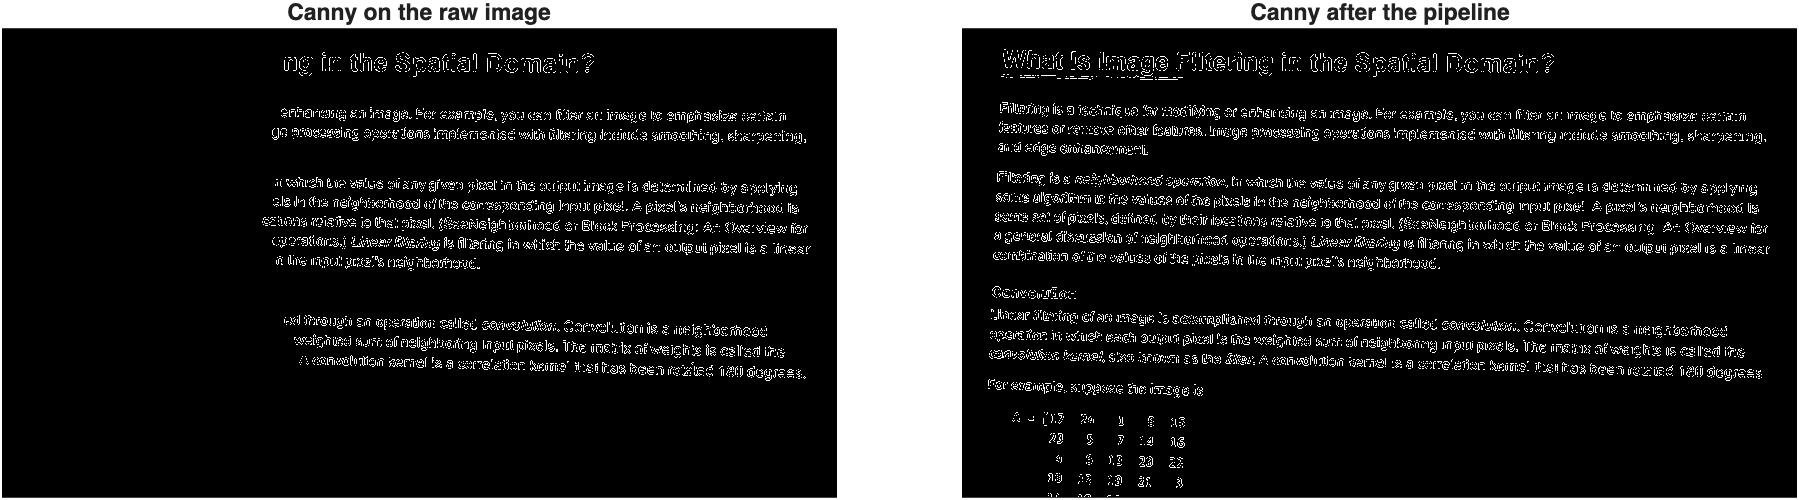 Canny on the raw image
ng in the Spatial Domain?
enhancing an image. For example, you can filter an image to emphasize certain
ge processing operations implemented with filtering include smoothing, sharpening,
n which the value of any given pixel in the output image is determined by applying
els in the neighborhood of the corresponding input pixel. A pixel's neighborhood is
cations relative to that pixel. (See Neighborhood or Block Processing: An Overview for
operations.) Linear filtering is filtering in which the value of an output pixel is a linear
n the input pixel's neighborhood.
ed through an operation called convolution. Convolution is a neighborhood
weighted sum of neighboring input pixels. The matrix of weights is called the
A convolution kernel is a correlation kernel that has been rotated 180 degrees.
Canny after the pipeline
What Is Image Filtering in the Spatial Domain?
Filtering is a technique for modifying or enhancing an image. For example, you can filter an image to emphasize certain
features or remove other features. Image processing operations implemented with filtering include smoothing, sharpening,
and edge enhancement.
Filtering is a neighborhood operation, in which the value of any given pixel in the output image is determined by applying
some algorithm to the values of the pixels in the neighborhood of the corresponding input pixel. A pixel's neighborhood is
some set of pixels, defined by their locations relative to that pixel. (See Neighborhood or Block Processing: An Overview for
a general discussion of neighborhood operations.) Linear filtering is filtering in which the value of an output pixel is a linear
combination of the values of the pixels in the input pixel's neighborhood.
Convolution
Linear filtering of an image is accomplished through an operation called convolution. Convolution is a neighborhood
operation in which each output pixel is the weighted sum of neighboring input pixels. The matrix of weights is called the
convolution kernel, also known as the filter. A convolution kernel is a correlation kernel that has been rotated 180 degrees.
For example, suppose the image is
A = [17 24 1 8 15
23 5 7 14 16
4 6 13 20 22
10 12 19 21 3